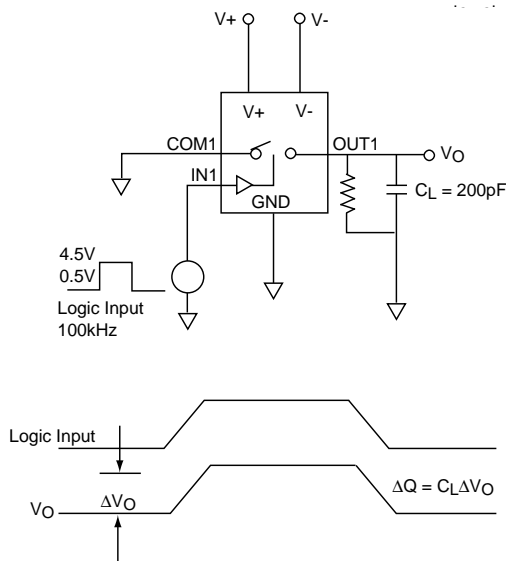 V+ V-
V+ V-
COM1 OUT1 VO
IN1
CL = 200pF
GND
4.5V
0.5V
Logic Input
100kHz
Logic Input
ΔVO ΔQ = CLΔVO
VO